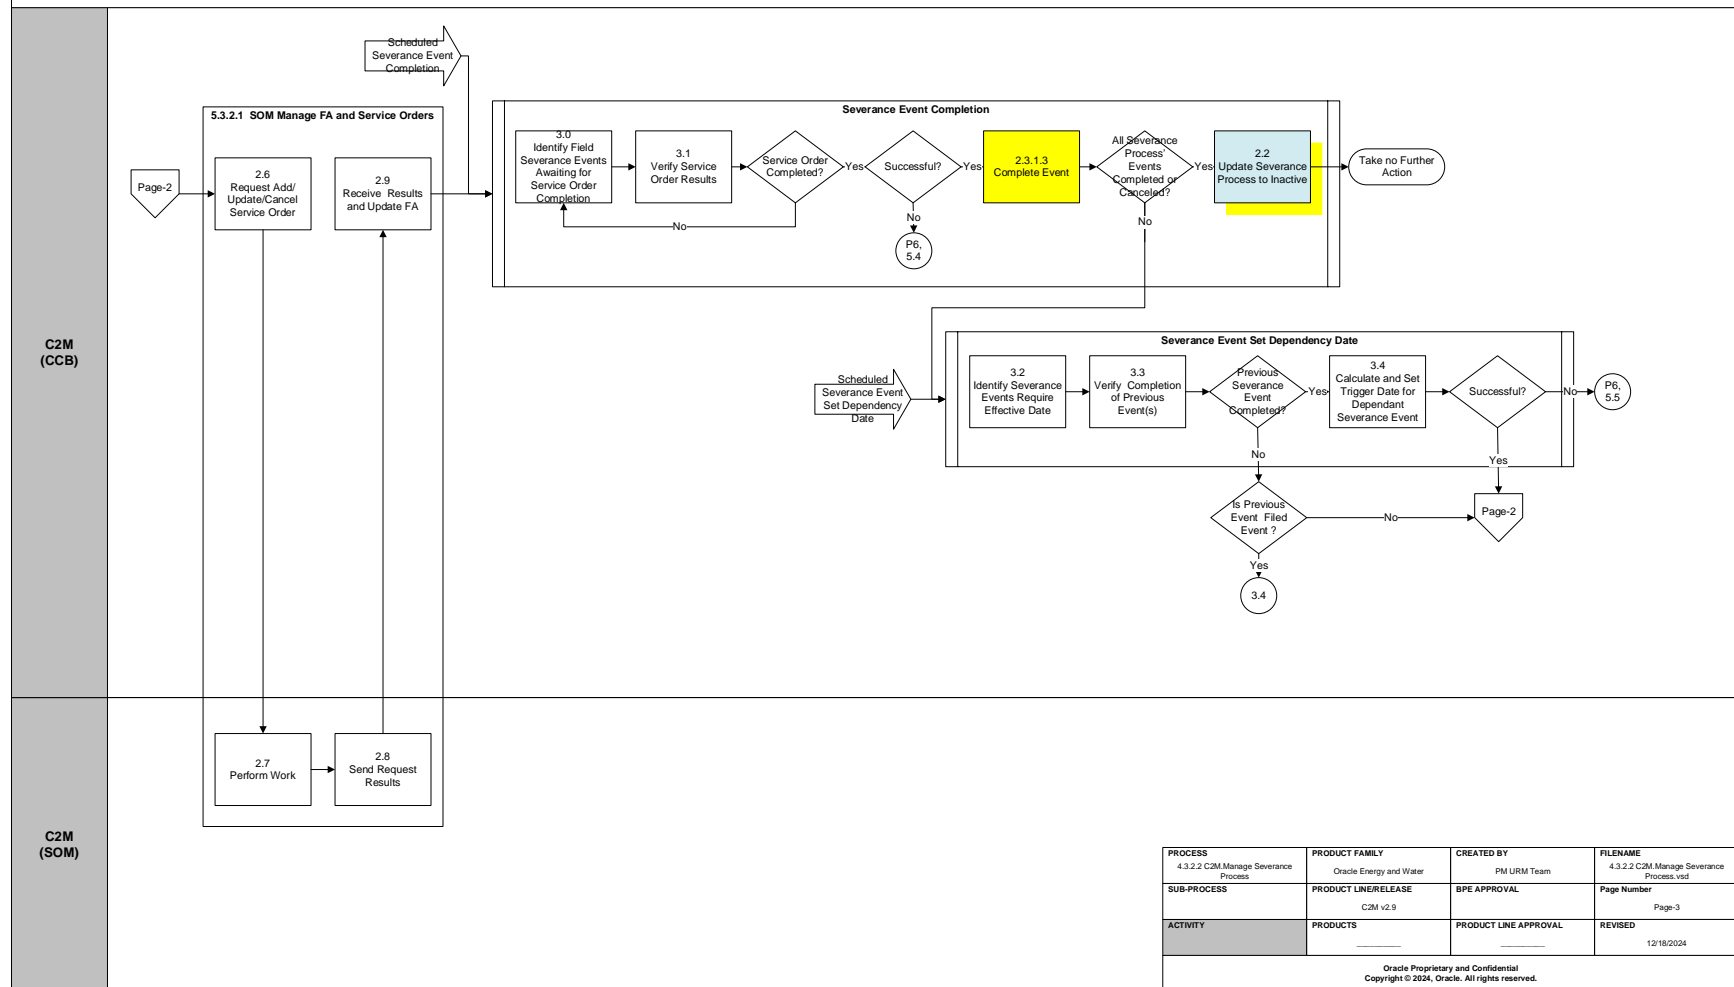 Scheduled
Severance Event
Completion
5.3.2.1 SOM Manage FA and Service Orders
Page-2
2.6
Request Add/
Update/Cancel
Service Order
2.9
Receive Results
and Update FA
Severance Event Completion
3.0
Identify Field
Severance Events
Awaiting for
Service Order
Completion
3.1
Verify Service
Order Results
Service Order
Completed?
Yes
No
Successful?
Yes
No
P6,
5.4
2.3.1.3
Complete Event
All Severance
Process'
Events
Completed or
Canceled?
Yes
No
2.2
Update Severance
Process to Inactive
Take no Further
Action
C2M
(CCB)
Severance Event Set Dependency Date
Scheduled
Severance Event
Set Dependency
Date
3.2
Identify Severance
Events Require
Effective Date
3.3
Verify Completion
of Previous
Event(s)
Previous
Severance
Event
Completed?
Yes
No
3.4
Calculate and Set
Trigger Date for
Dependant
Severance Event
Successful?
No
P6,
5.5
Yes
Is Previous
Event Filed
Event ?
No
Page-2
Yes
3.4
2.7
Perform Work
2.8
Send Request
Results
C2M
(SOM)
PROCESS
4.3.2.2 C2M.Manage Severance
Process
PRODUCT FAMILY
Oracle Energy and Water
CREATED BY
PM URM Team
FILENAME
4.3.2.2 C2M.Manage Severance
Process.vsd
SUB-PROCESS
PRODUCT LINE/RELEASE
C2M v2.9
BPE APPROVAL
Page Number
Page-3
ACTIVITY
PRODUCTS
PRODUCT LINE APPROVAL
REVISED
12/18/2024
Oracle Proprietary and Confidential
Copyright © 2024, Oracle. All rights reserved.